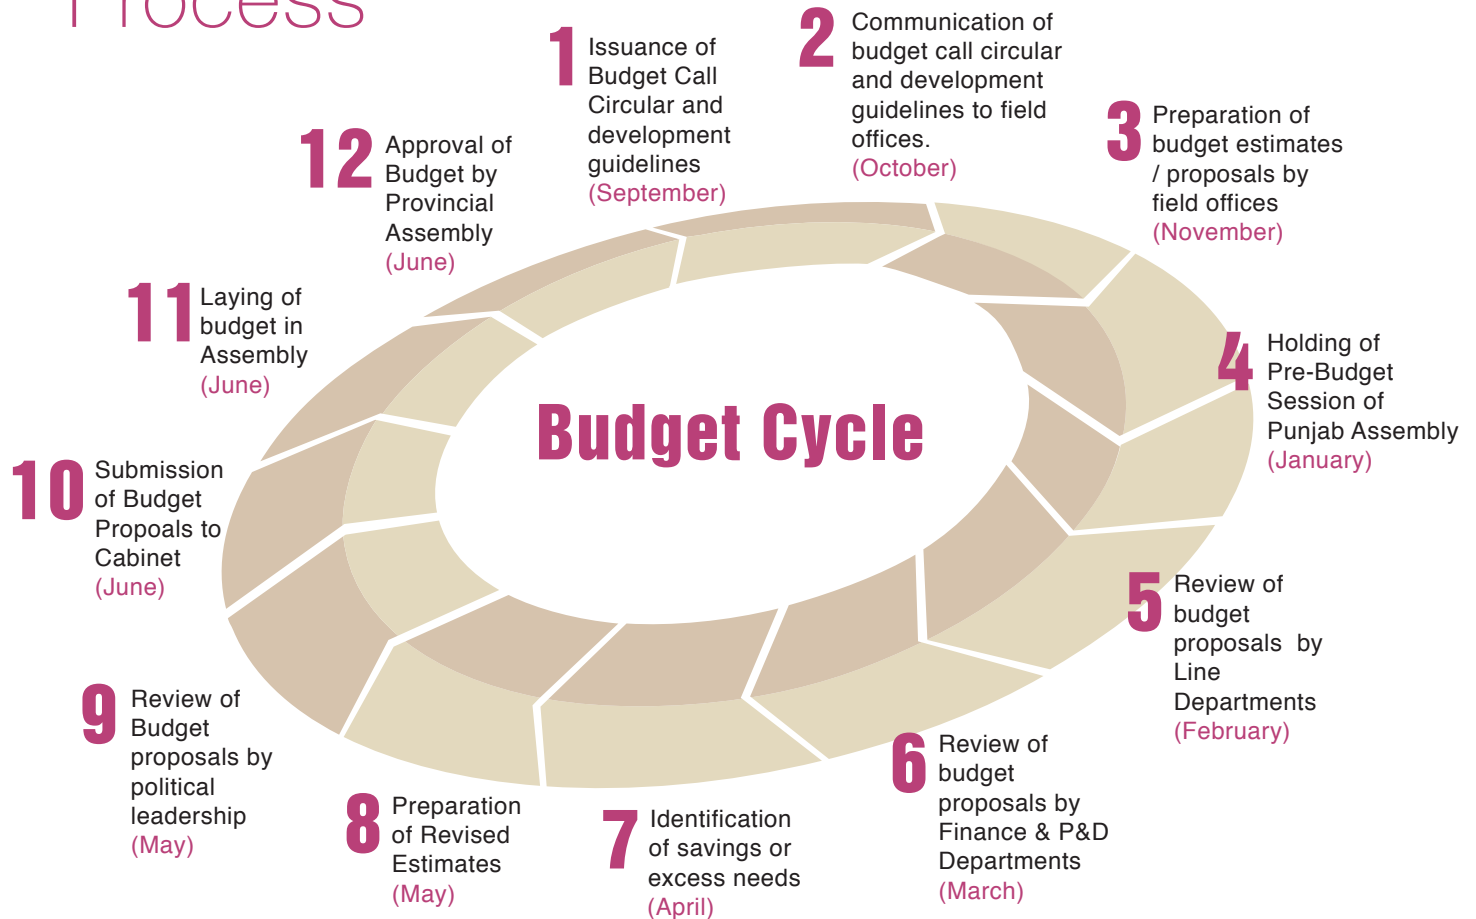 Process
1
Issuance of
Budget Call
Circular and
development
guidelines
(September)
2
Communication of
budget call circular
and development
guidelines to field
offices.
(October)
3
Preparation of
budget estimates
/ proposals by
field offices
(November)
4
Holding of
Pre-Budget
Session of
Punjab Assembly
(January)
5
Review of
budget
proposals by
Line
Departments
(February)
6
Review of
budget
proposals by
Finance & P&D
Departments
(March)
7
Identification
of savings or
excess needs
(April)
8
Preparation
of Revised
Estimates
(May)
9
Review of
Budget
proposals by
political
leadership
(May)
10
Submission
of Budget
Propoals to
Cabinet
(June)
11
Laying of
budget in
Assembly
(June)
12
Approval of
Budget by
Provincial
Assembly
(June)
Budget Cycle